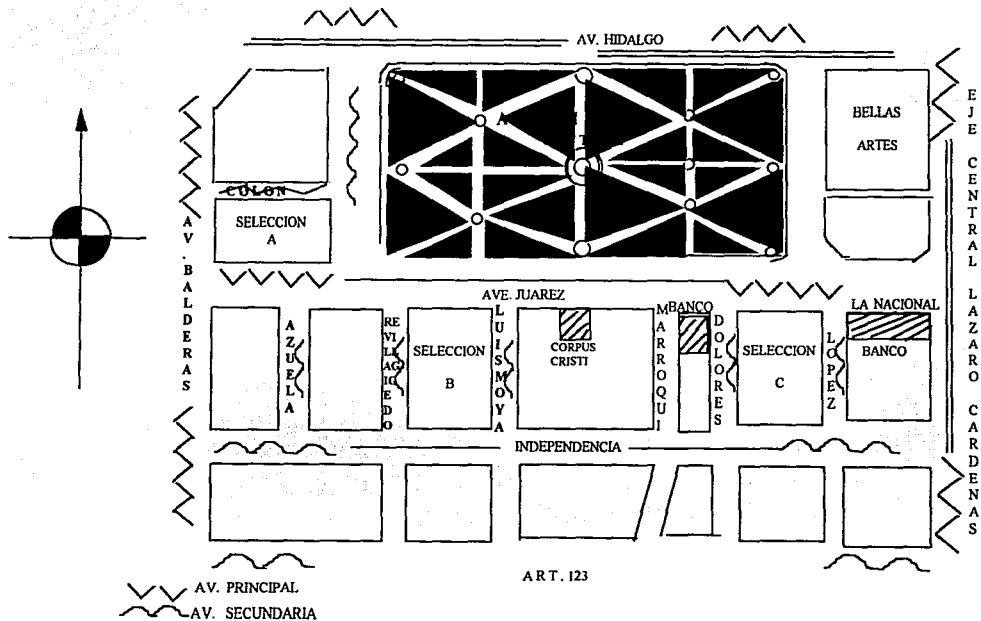 AV. HIDALGO
BELLAS
ARTES
EJE CENTRAL LAZARO CARDENAS
COLON
SELECCION
A
A
AV. BALDERAS
AVE. JUAREZ
BANCO
LA NACIONAL
AZUELA
REVILLAGIGEDO
SELECCION
B
LUIS MOYA
CORPUS
CRISTI
MARROQUI
DOLORES
SELECCION
C
LOPEZ
BANCO
INDEPENDENCIA
ART. 123
AV. PRINCIPAL
AV. SECUNDARIA